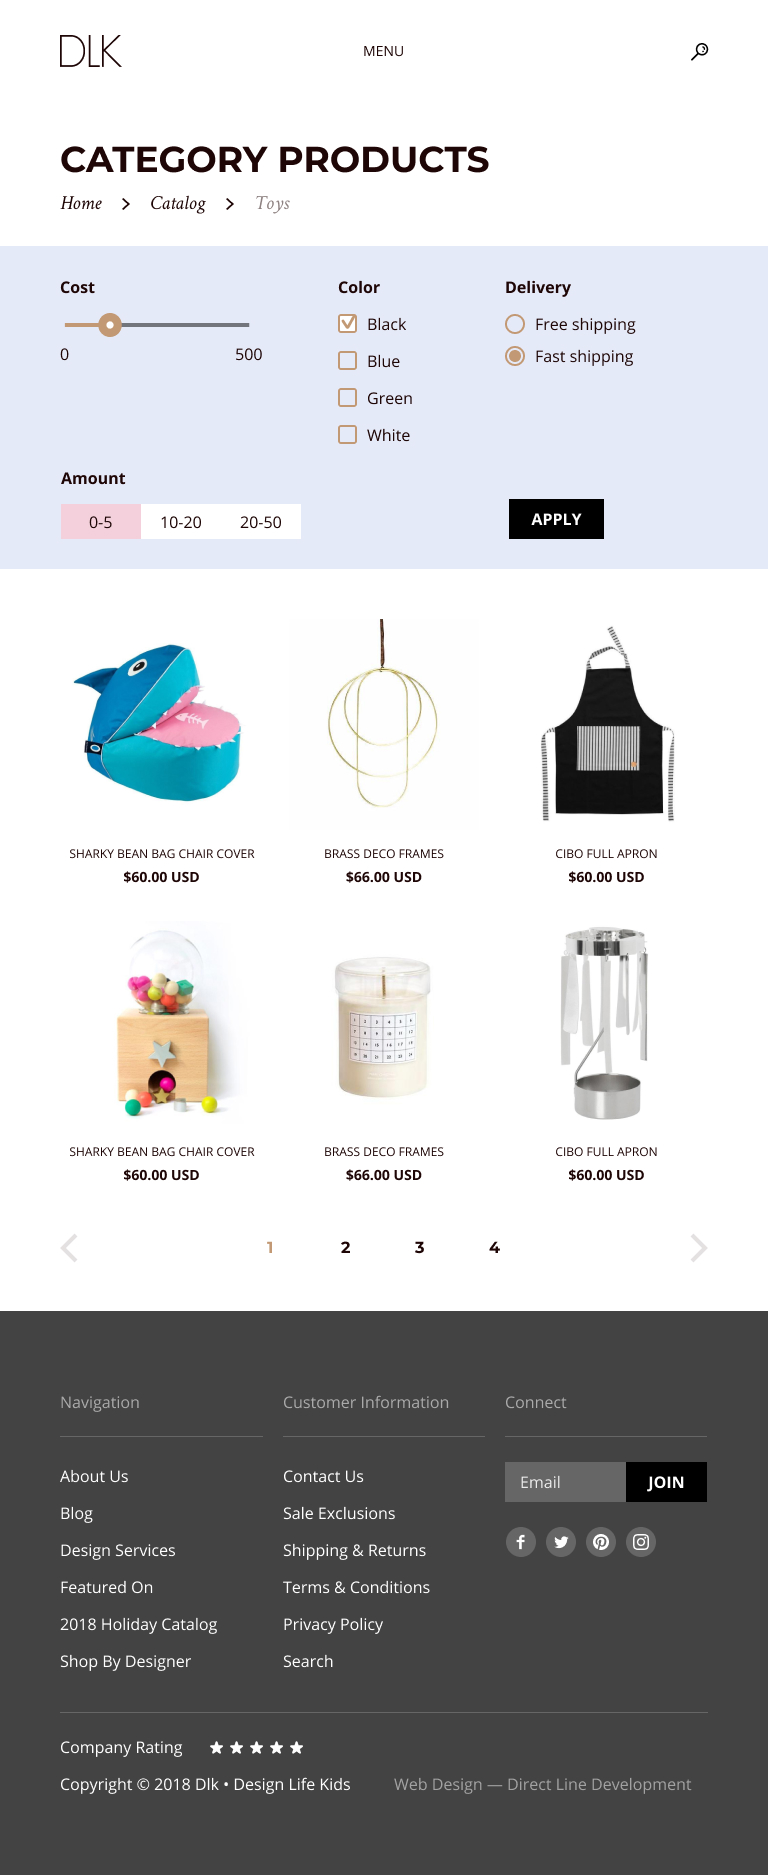 DLK
MENU
CATEGORY PRODUCTS
Home > Catalog > Toys
Cost
0 500
Color
Black
Blue
Green
White
Delivery
Free shipping
Fast shipping
Amount
0-5 10-20 20-50
APPLY
SHARKY BEAN BAG CHAIR COVER
$60.00 USD
BRASS DECO FRAMES
$66.00 USD
CIBO FULL APRON
$60.00 USD
SHARKY BEAN BAG CHAIR COVER
$60.00 USD
BRASS DECO FRAMES
$66.00 USD
CIBO FULL APRON
$60.00 USD
1 2 3 4
Navigation
About Us
Blog
Design Services
Featured On
2018 Holiday Catalog
Shop By Designer
Customer Information
Contact Us
Sale Exclusions
Shipping & Returns
Terms & Conditions
Privacy Policy
Search
Connect
Email JOIN
Company Rating
Copyright © 2018 Dlk • Design Life Kids
Web Design — Direct Line Development